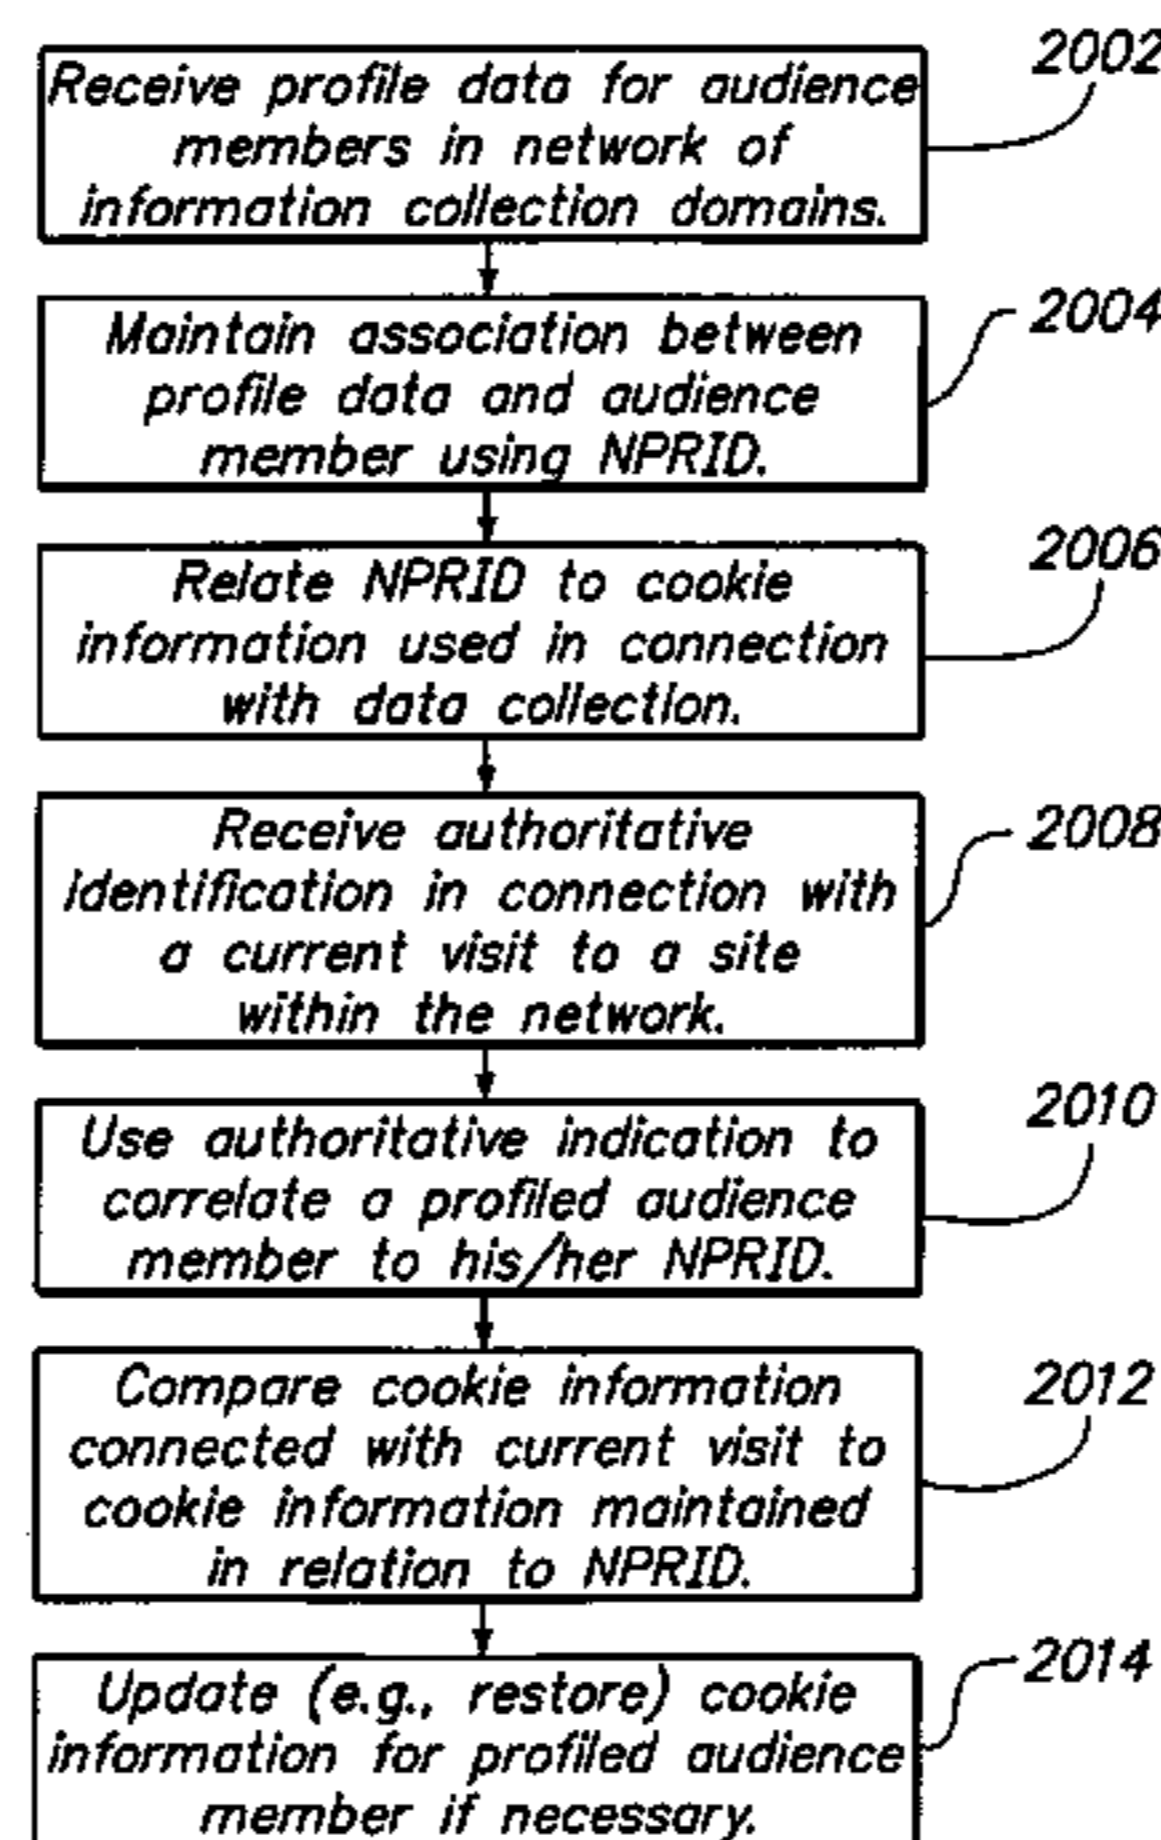 2002
Receive profile data for audience
members in network of
information collection domains.
2004
Maintain association between
profile data and audience
member using NPRID.
2006
Relate NPRID to cookie
information used in connection
with data collection.
2008
Receive authoritative
identification in connection with
a current visit to a site
within the network.
2010
Use authoritative indication to
correlate a profiled audience
member to his/her NPRID.
2012
Compare cookie information
connected with current visit to
cookie information maintained
in relation to NPRID.
2014
Update (e.g., restore) cookie
information for profiled audience
member if necessary.